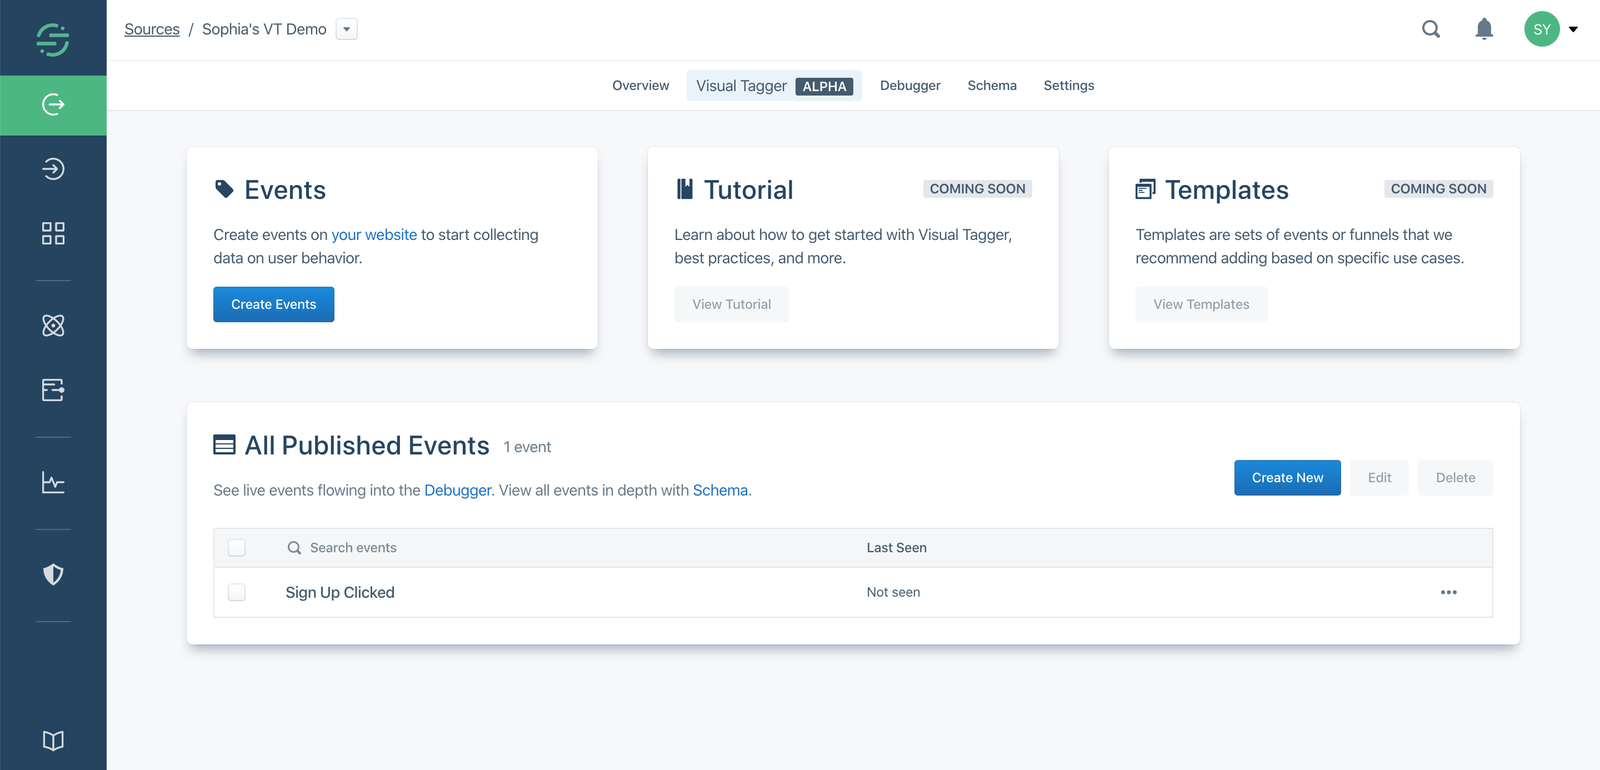 Sources / Sophia's VT Demo
SY
Overview Visual Tagger ALPHA Debugger Schema Settings
Events
Create events on your website to start collecting
data on user behavior.
Create Events
Tutorial COMING SOON
Learn about how to get started with Visual Tagger,
best practices, and more.
View Tutorial
Templates COMING SOON
Templates are sets of events or funnels that we
recommend adding based on specific use cases.
View Templates
All Published Events 1 event
See live events flowing into the Debugger. View all events in depth with Schema.
Create New Edit Delete
Search events Last Seen
Sign Up Clicked Not seen